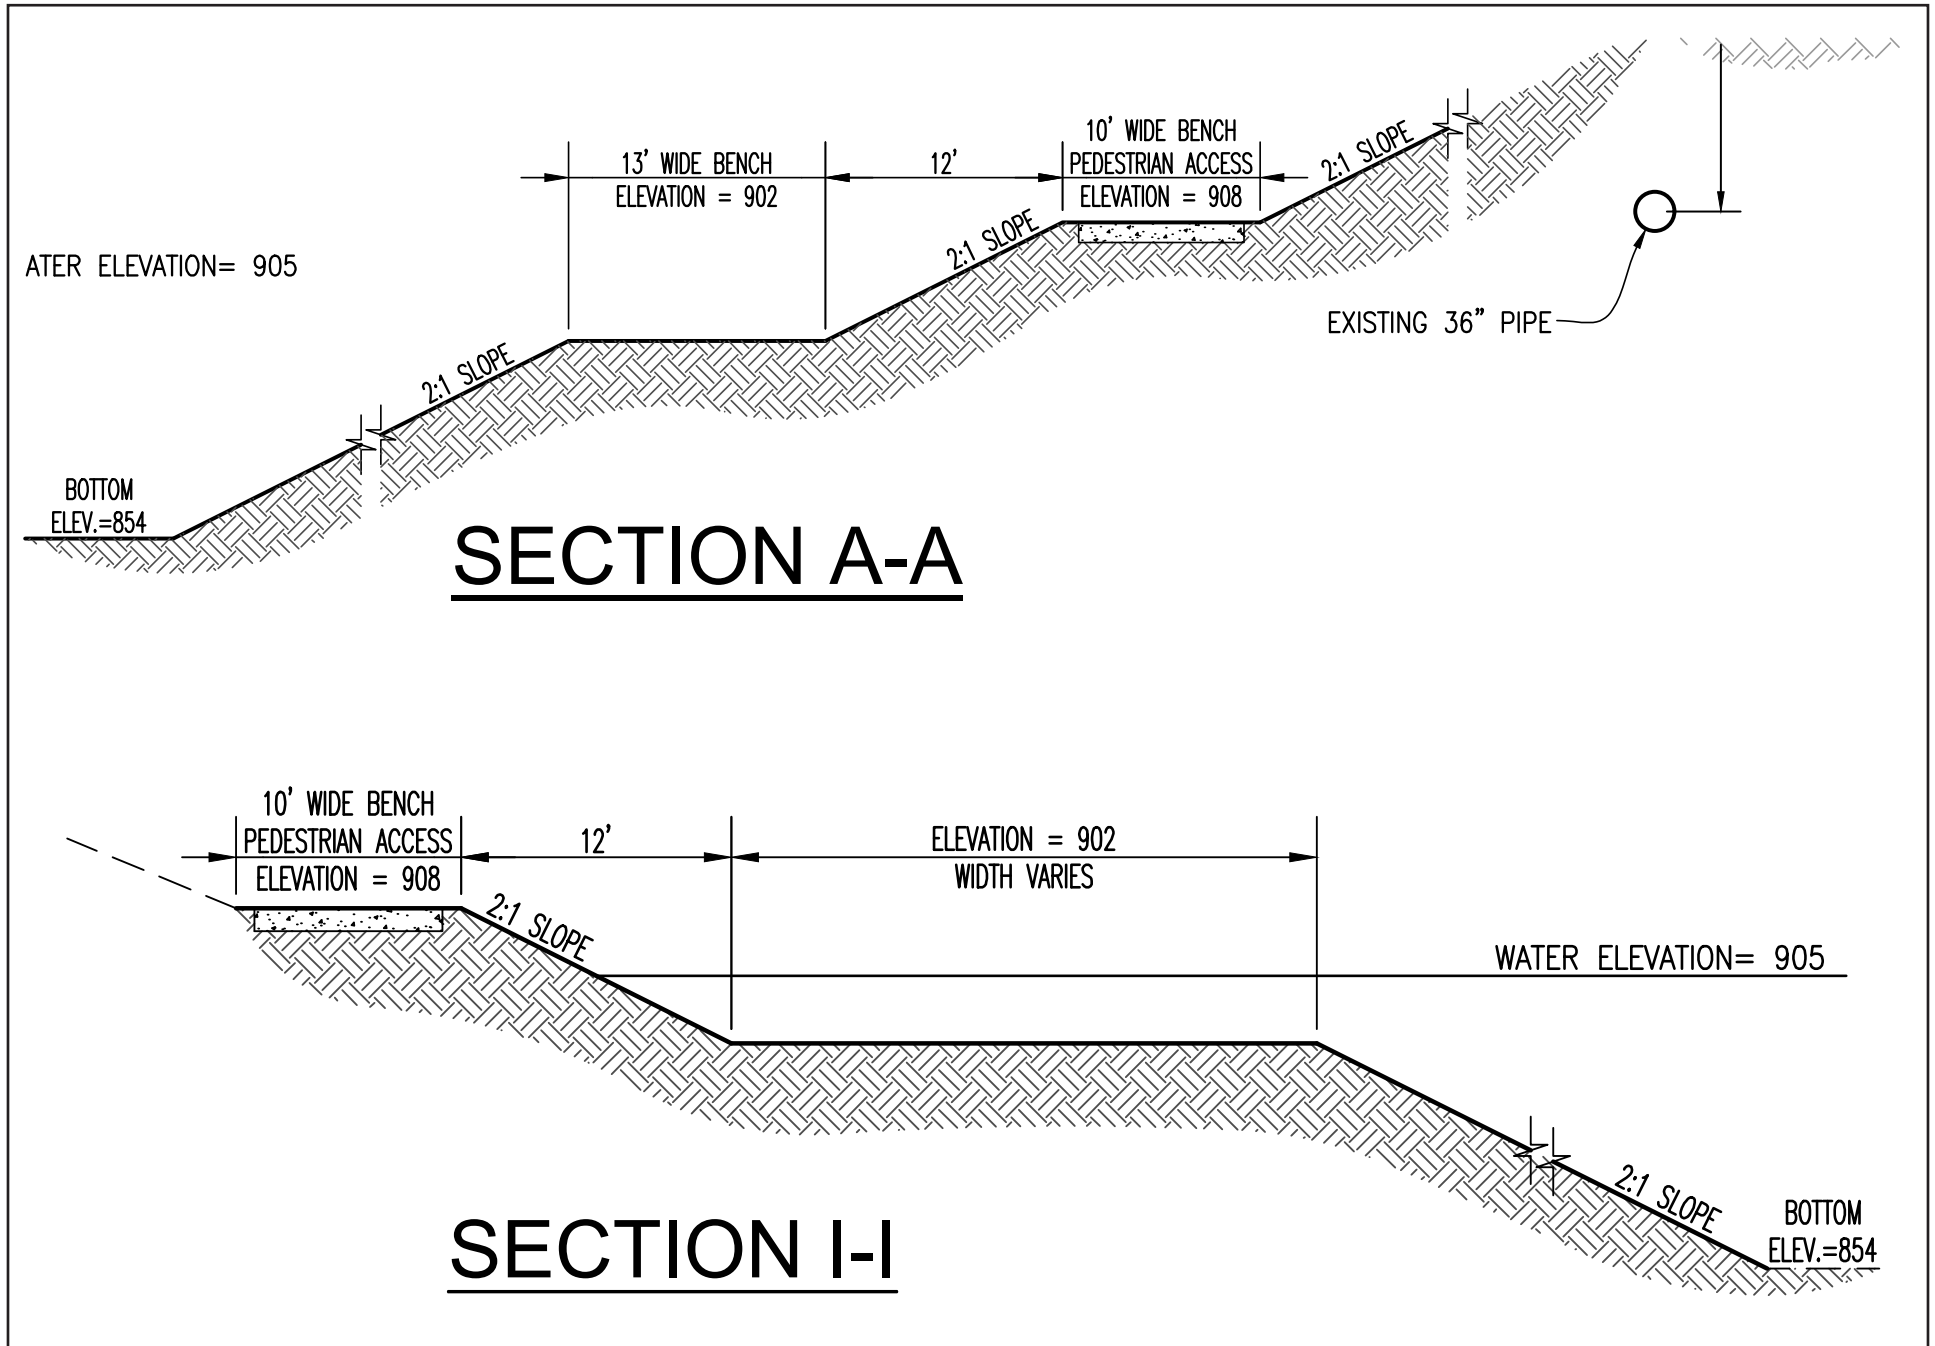 13' WIDE BENCH
ELEVATION = 902
12'
10' WIDE BENCH
PEDESTRIAN ACCESS
ELEVATION = 908
2:1 SLOPE
2:1 SLOPE
ATER ELEVATION= 905
EXISTING 36" PIPE
2:1 SLOPE
BOTTOM
ELEV.=854
SECTION A-A
10' WIDE BENCH
PEDESTRIAN ACCESS
ELEVATION = 908
12'
ELEVATION = 902
WIDTH VARIES
2:1 SLOPE
WATER ELEVATION= 905
2:1 SLOPE
BOTTOM
ELEV.=854
SECTION I-I